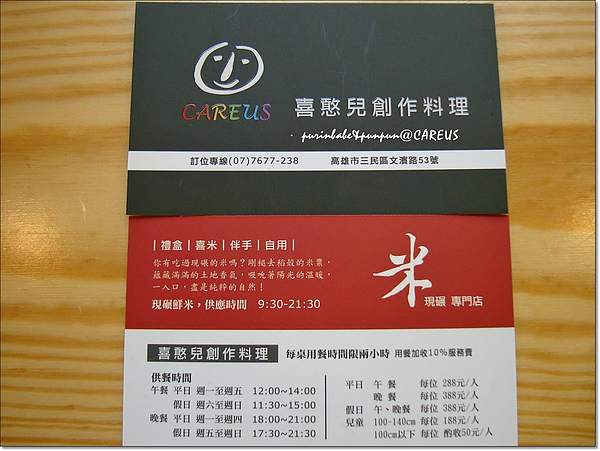 CAREUS
喜憨兒創作料理
purinbabe&punpun@CAREUS
訂位專線(07)7677-238 高雄市三民區文濱路53號
|禮盒|喜米|伴手|自用|
你有吃過現碾的米嗎？剛褪去稻殼的米粟，
蘊藏滿滿的土地香氣，吸吮著陽光的溫暖，
一入口，盡是純粹的自然！
現碾鮮米，供應時間 9:30-21:30
米
現碾 專門店
喜憨兒創作料理 每桌用餐時間限兩小時 用餐加收10%服務費
供餐時間
午餐 平日 週一至週五 12:00~14:00
假日 週六至週日 11:30~15:00
晚餐 平日 週一至週四 18:00~21:00
假日 週五至週日 17:30~21:30
平日 午 餐 每位 288元/人
晚 餐 每位 388元/人
假日 午、晚餐 每位 388元/人
兒童 100-140cm 每位 188元/人
100cm以下 每位 酌收50元/人